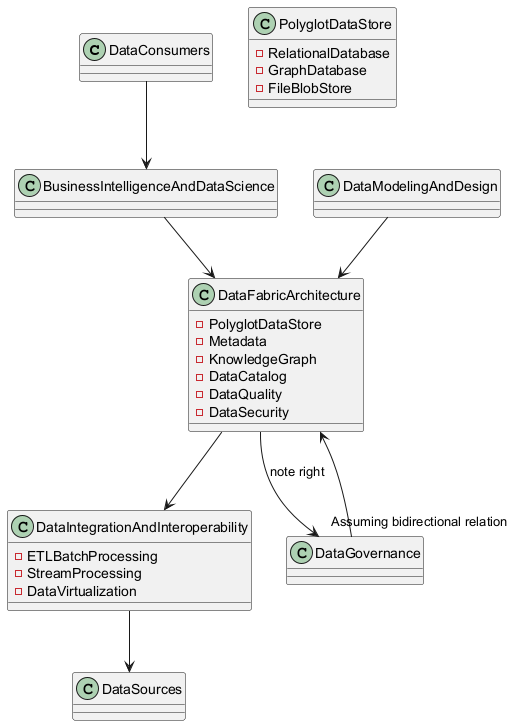 C DataConsumers
C PolyglotDataStore
RelationalDatabase
GraphDatabase
FileBlobStore
C BusinessIntelligenceAndDataScience
C DataModelingAndDesign
C DataFabricArchitecture
PolyglotDataStore
Metadata
KnowledgeGraph
DataCatalog
DataQuality
DataSecurity
note right
Assuming bidirectional relation
C DataIntegrationAndInteroperability
ETLBatchProcessing
StreamProcessing
DataVirtualization
C DataGovernance
C DataSources